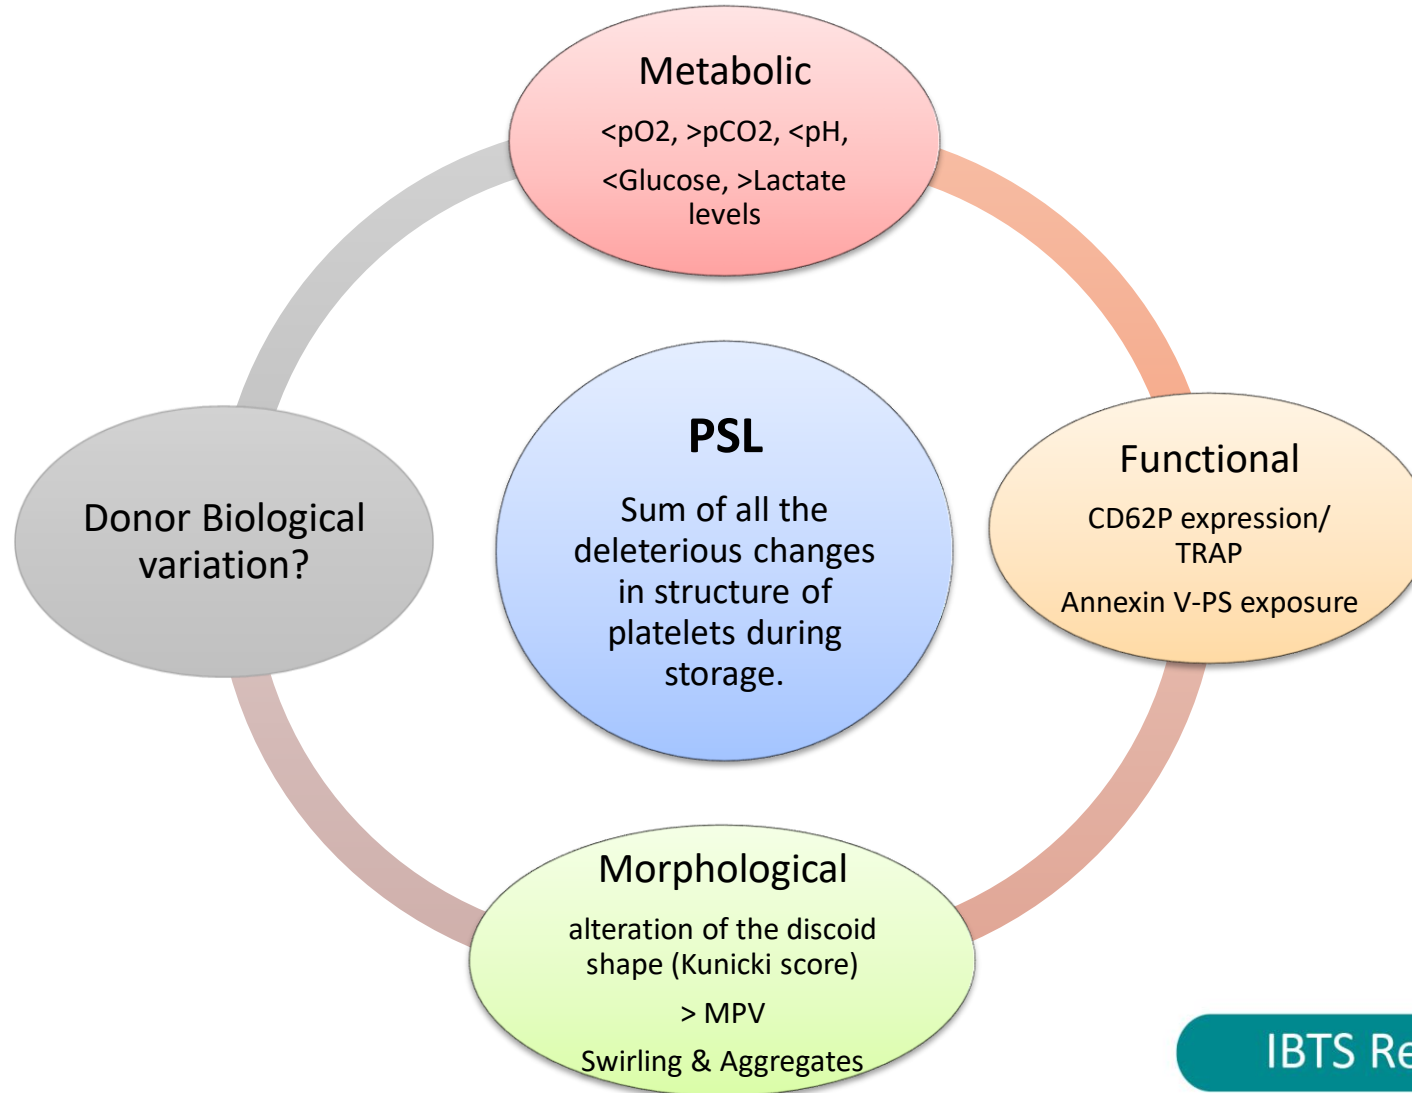 Metabolic
<pO2, >pCO2, <pH,
<Glucose, >Lactate
levels
PSL
Sum of all the
deleterious changes
in structure of
platelets during
storage.
Functional
CD62P expression/
TRAP
Annexin V-PS exposure
Donor Biological
variation?
Morphological
alteration of the discoid
shape (Kunicki score)
> MPV
Swirling & Aggregates
IBTS Re